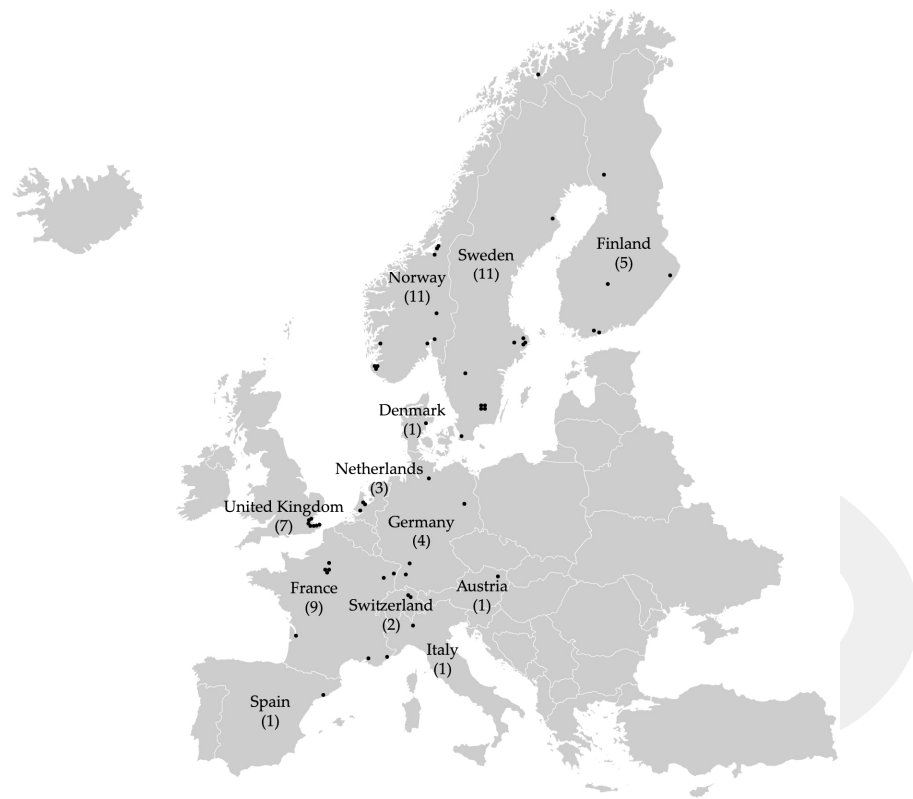 Finland
(5)
Sweden
(11)
Norway
(11)
Denmark
(1)
Netherlands
(3)
United Kingdom
(7)
Germany
(4)
France
(9)
Switzerland
(2)
Austria
(1)
Italy
(1)
Spain
(1)